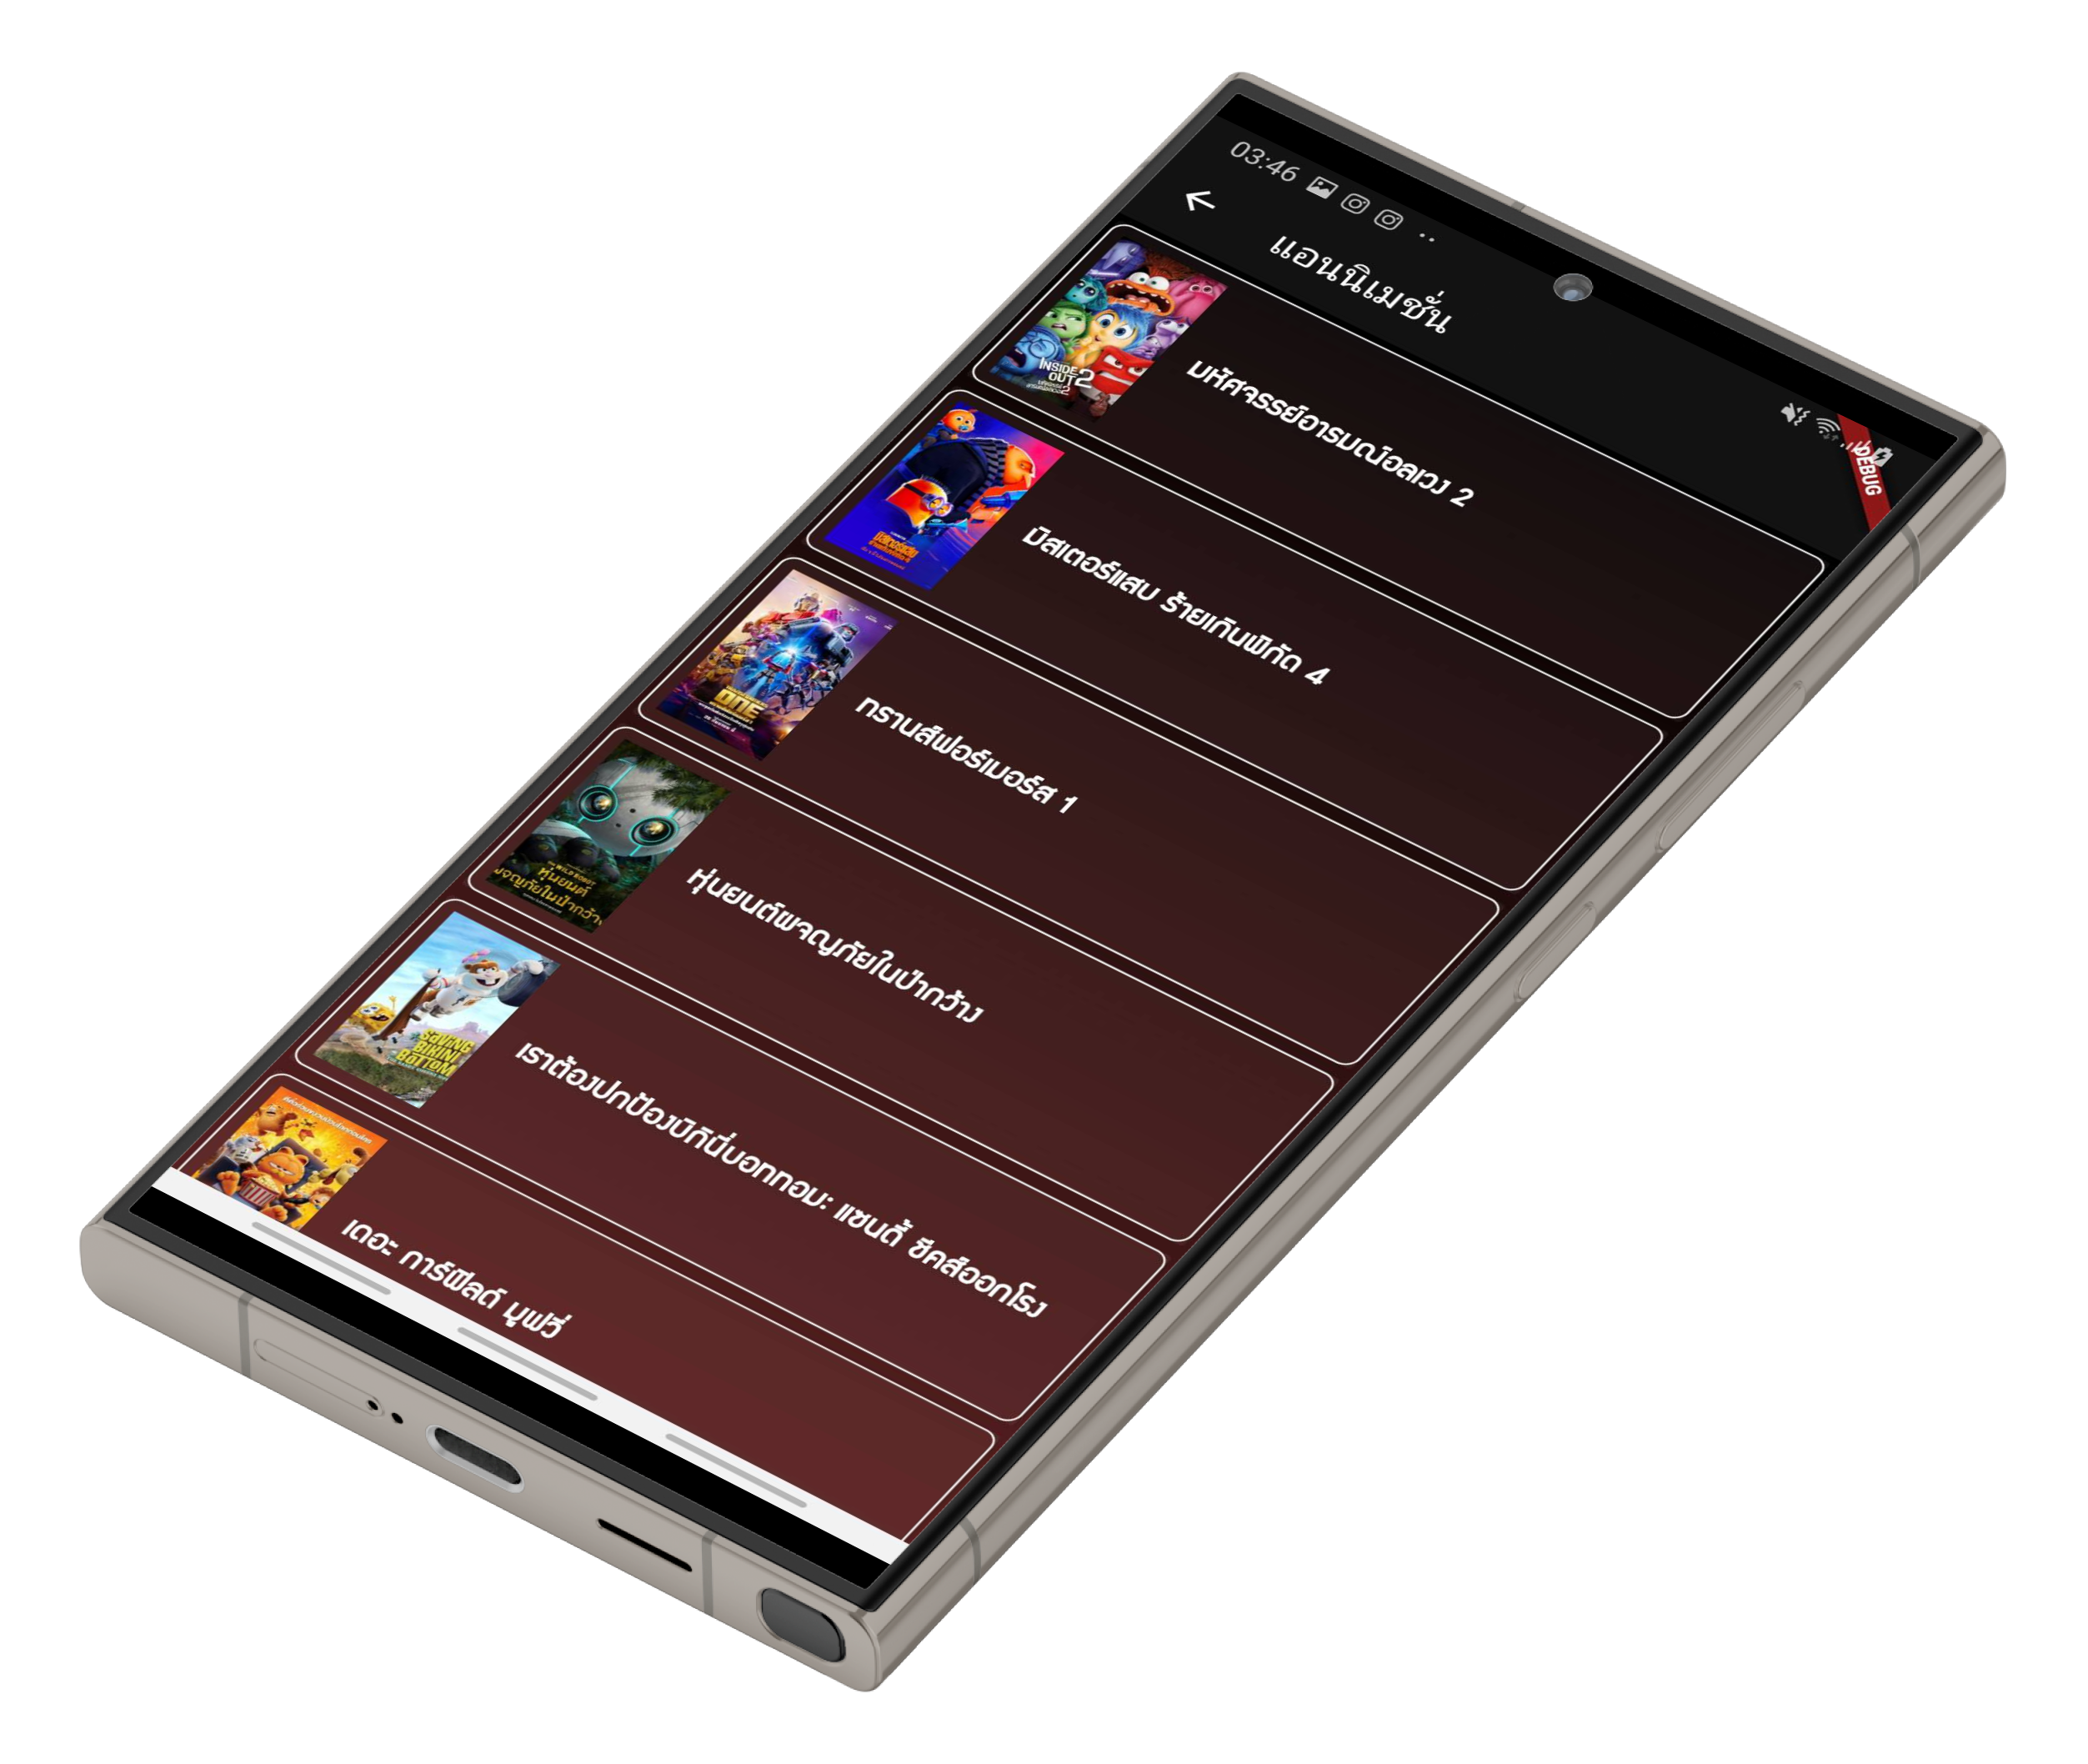 03:46
DEBUG
แอนนิเมชั่น
INSIDE
OUT 2
มหัศจรรย์อารมณ์อลเวง 2
มิสเตอร์แสบ ร้ายเกินพิกัด 4
ONE
ทรานส์ฟอร์เมอร์ส 1
THE WILD ROBOT
หุ่นยนต์
ผจญภัยในป่ากว้าง
หุ่นยนต์ผจญภัยในป่ากว้าง
SAVING
BIKINI
BOTTOM
เราต้องปกป้องบิกินี่บอททอม: แซนดี้ ชีคส์ออกโรง
เดอะ การ์ฟีลด์ มูฟวี่